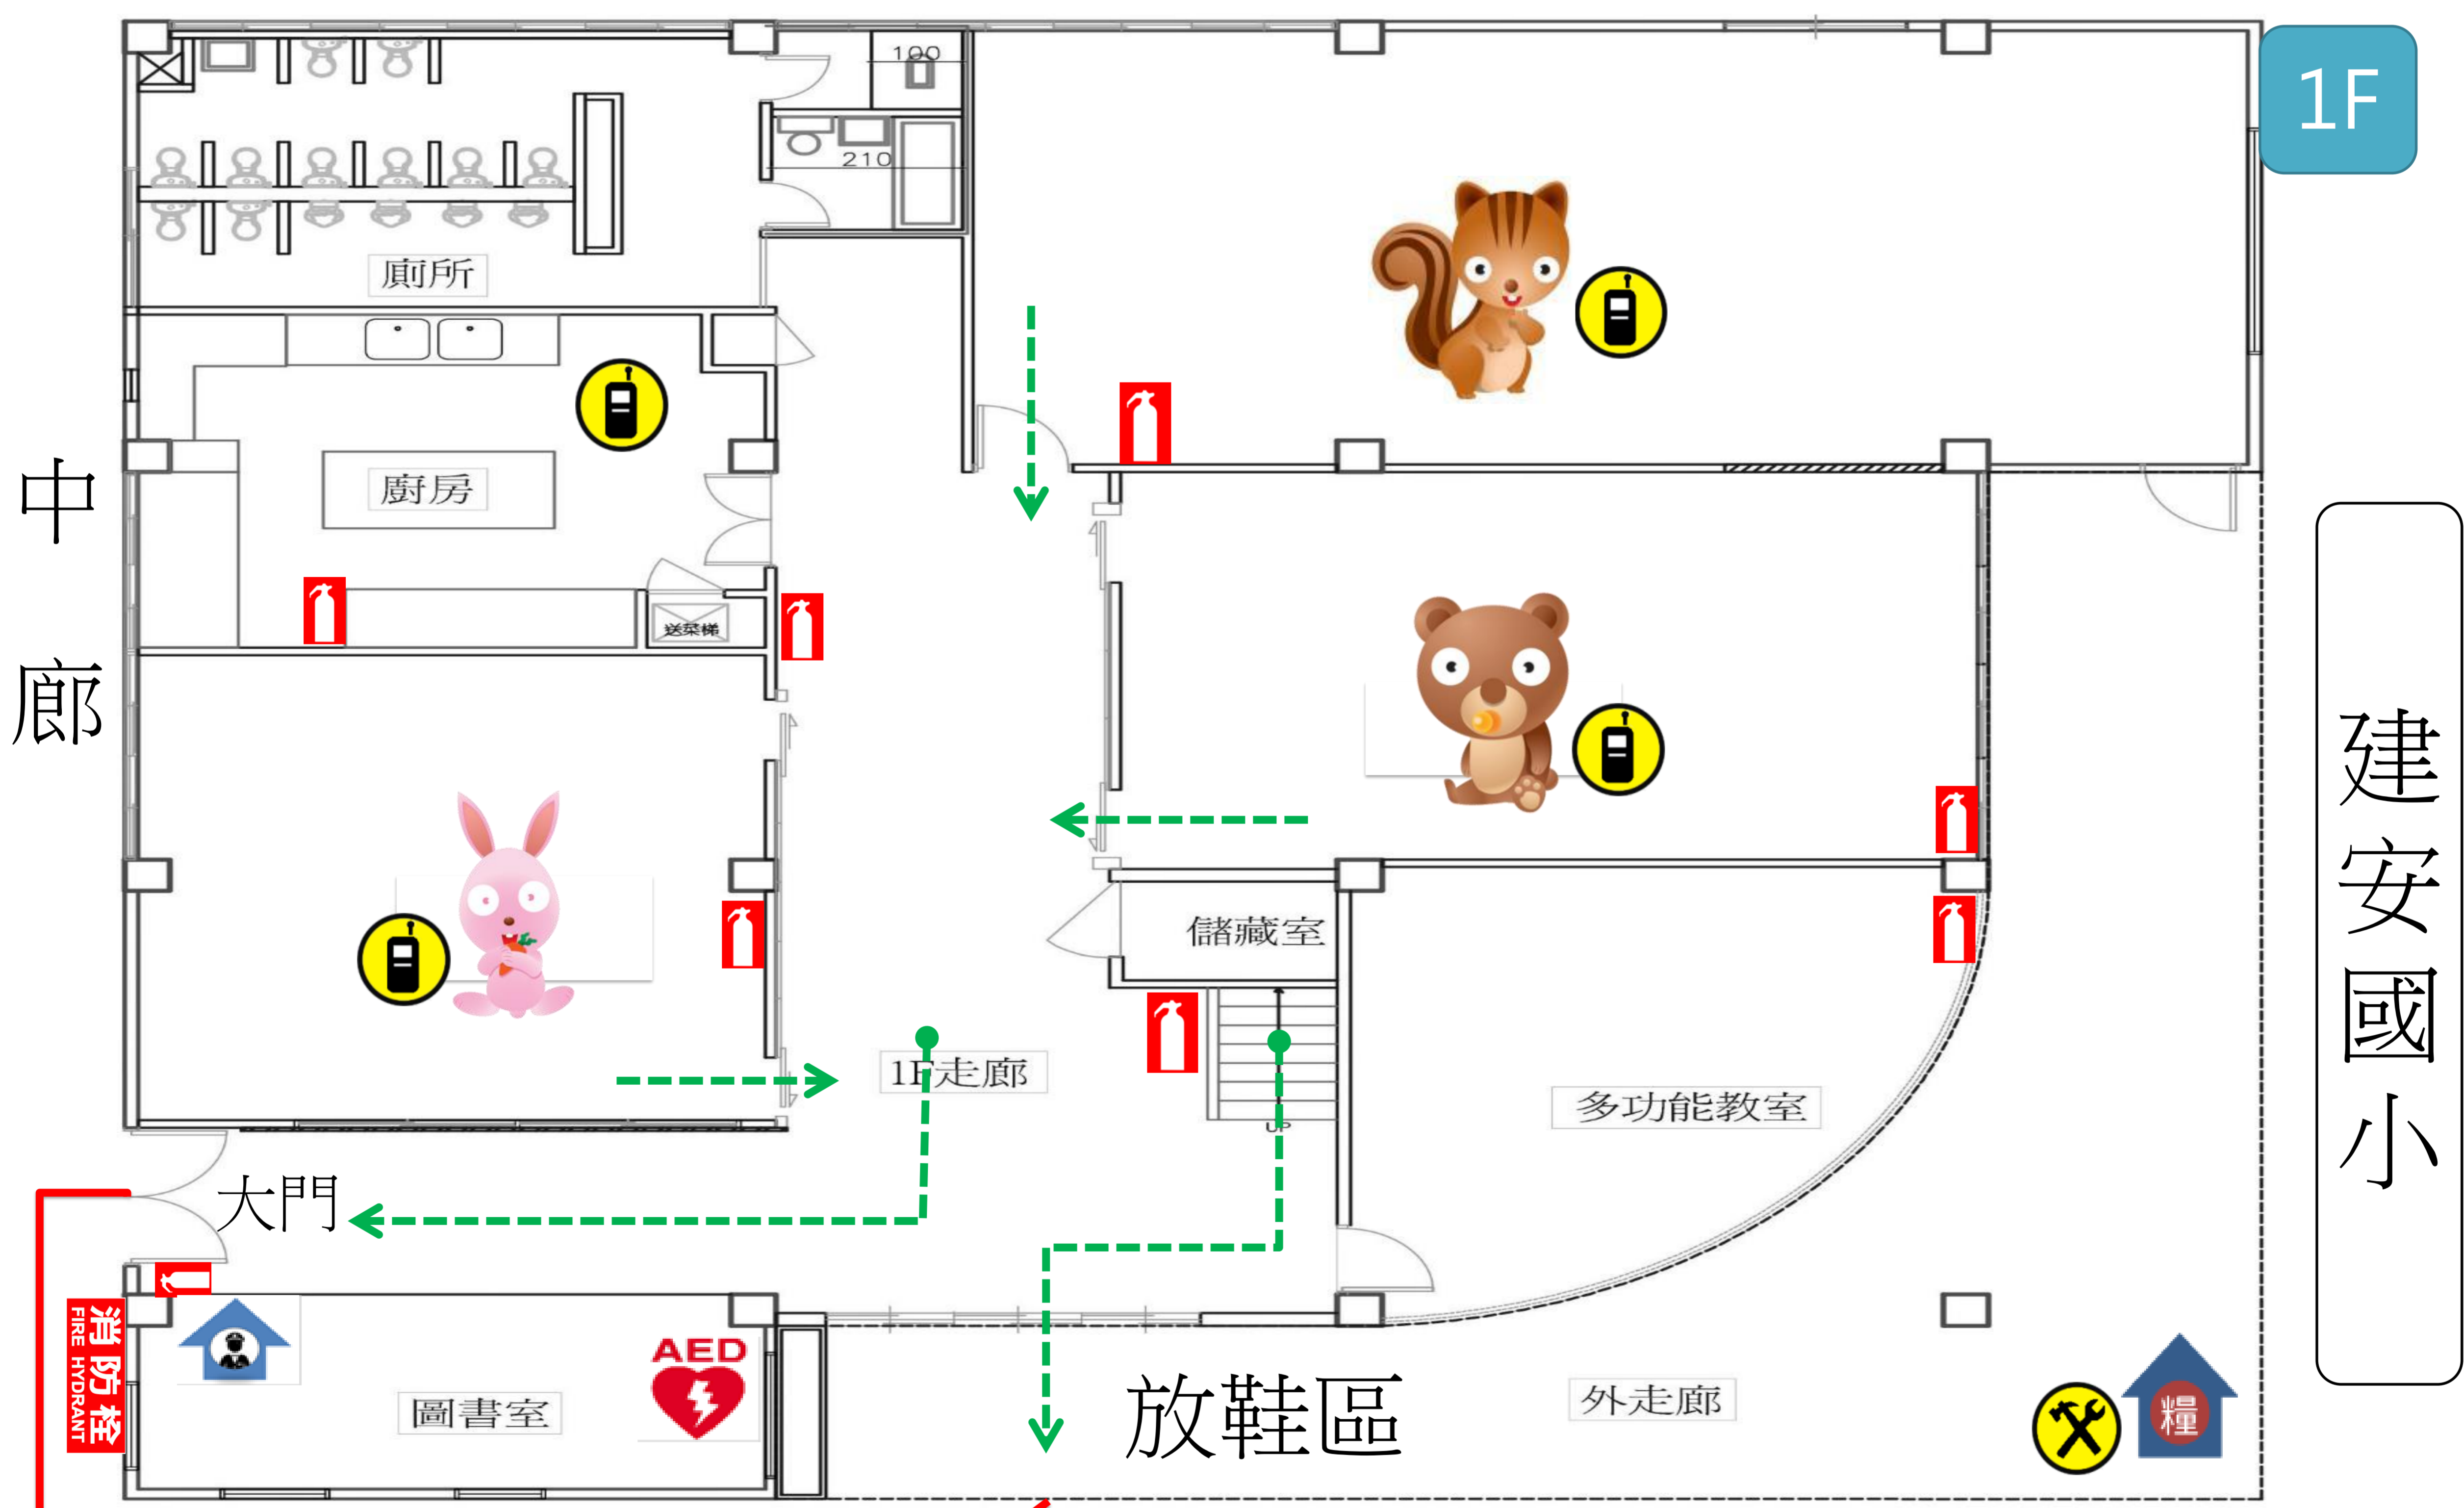 1F
100
210
廁所
廚房
送菜梯
中
廊
建
安
國
小
儲藏室
1F走廊
UP
多功能教室
大門
消防栓
FIRE HYDRANT
AED
圖書室
放鞋區
外走廊
糧